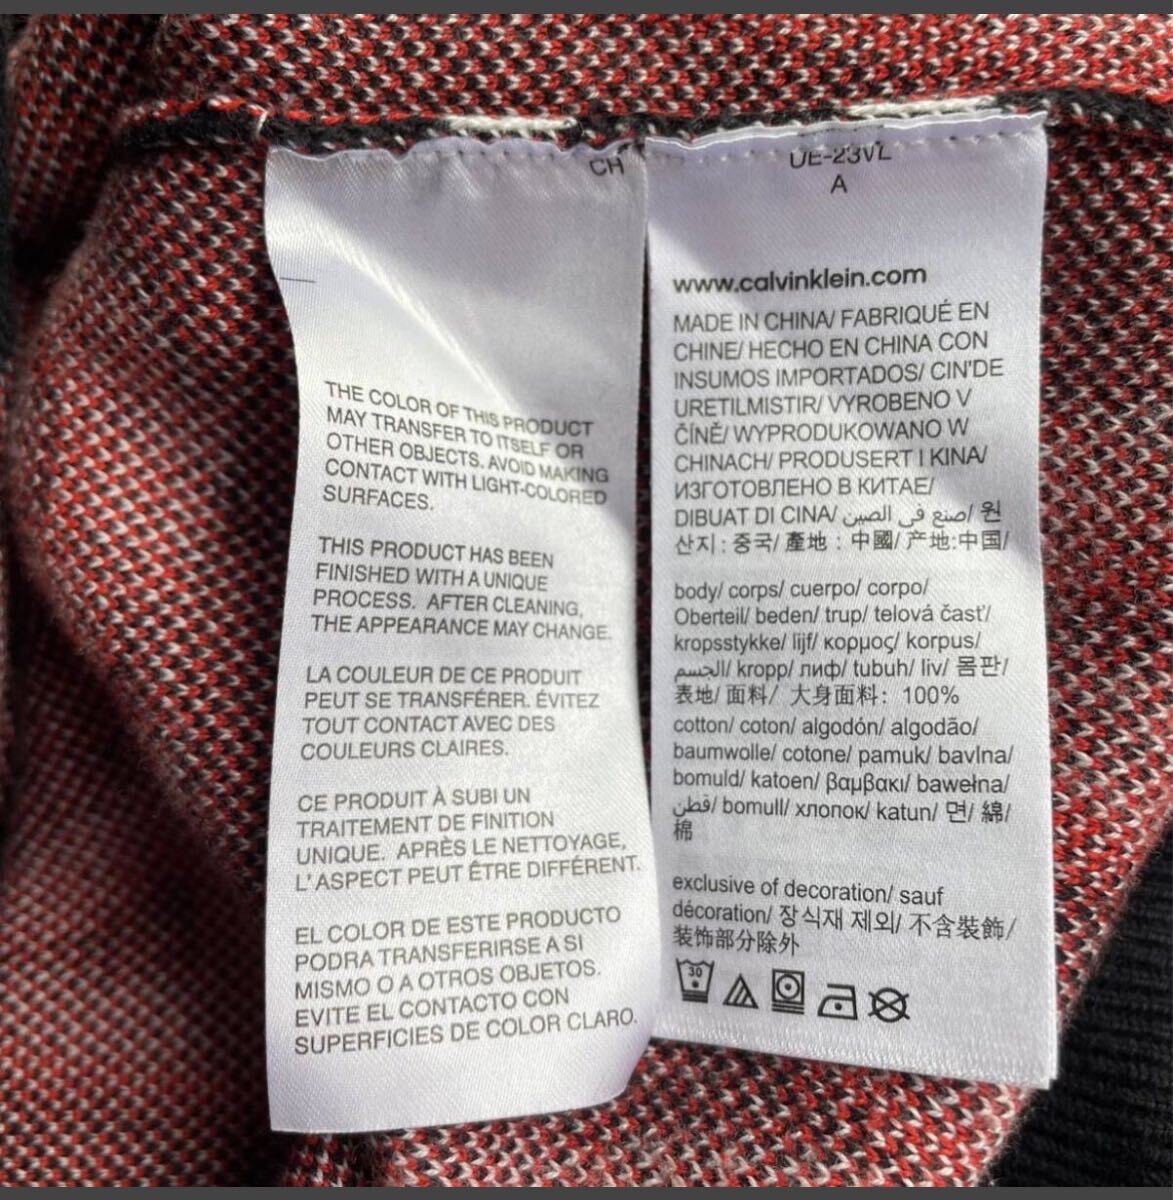 CH
THE COLOR OF THIS PRODUCT
MAY TRANSFER TO ITSELF OR
OTHER OBJECTS. AVOID MAKING
CONTACT WITH LIGHT-COLORED
SURFACES.
THIS PRODUCT HAS BEEN
FINISHED WITH A UNIQUE
PROCESS. AFTER CLEANING,
THE APPEARANCE MAY CHANGE.
LA COULEUR DE CE PRODUIT
PEUT SE TRANSFÉRER. ÉVITEZ
TOUT CONTACT AVEC DES
COULEURS CLAIRES.
CE PRODUIT À SUBI UN
TRAITEMENT DE FINITION
UNIQUE. APRÈS LE NETTOYAGE,
L'ASPECT PEUT ÊTRE DIFFÉRENT.
EL COLOR DE ESTE PRODUCTO
PODRA TRANSFERIRSE A SI
MISMO O A OTROS OBJETOS.
EVITE EL CONTACTO CON
SUPERFICIES DE COLOR CLARO.
A
www.calvinklein.com
MADE IN CHINA/ FABRIQUÉ EN
CHINE/ HECHO EN CHINA CON
INSUMOS IMPORTADOS/ CIN'DE
URETILMISTIR/ VYROBENO V
ČÍNĚ/ WYPRODUKOWANO W
CHINACH/ PRODUSERT I KINA/
ИЗГОТОВЛЕНО В КИТАЕ/
DIBUAT DI CINA/ صنع في الصين/ 원
산지 : 중국/ 產地 : 中國/ 产地:中国/
body/ corps/ cuerpo/ corpo/
Oberteil/ beden/ trup/ telová časť/
kropsstykke/ lijf/ κορμος/ korpus/
الجسم/ kropp/ лиф/ tubuh/ liv/ 몸판/
表地/ 面料/ 大身面料: 100%
cotton/ coton/ algodón/ algodão/
baumwolle/ cotone/ pamuk/ bavlna/
bomuld/ katoen/ βαμβακι/ bawełna/
قطن/ bomull/ хлопок/ katun/ 면/ 綿/
棉
exclusive of decoration/ sauf
décoration/ 장식재 제외/ 不含裝飾/
装饰部分除外
30